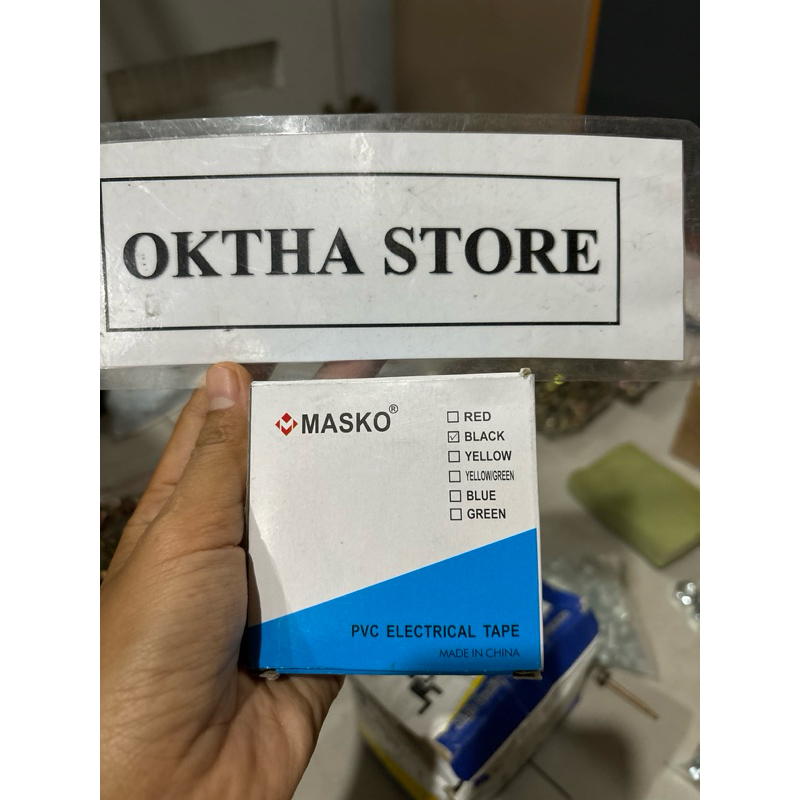 OKTHA STORE
MASKO®
RED
BLACK
YELLOW
YELLOW/GREEN
BLUE
GREEN
PVC ELECTRICAL TAPE
MADE IN CHINA